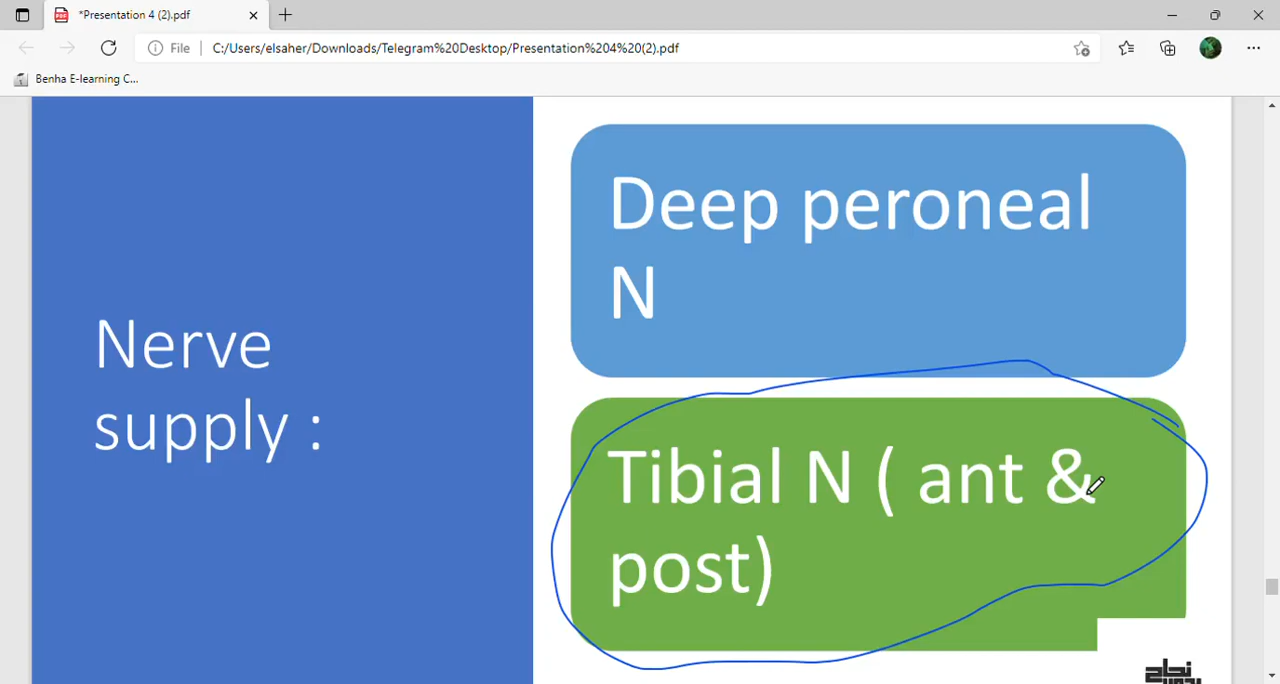 *Presentation 4 (2).pdf
File
C:/Users/elsaher/Downloads/Telegram%20Desktop/Presentation%204%20(2).pdf
Benha E-learning C...
Nerve
supply :
Deep peroneal
N
Tibial N ( ant &
post)
نجاح